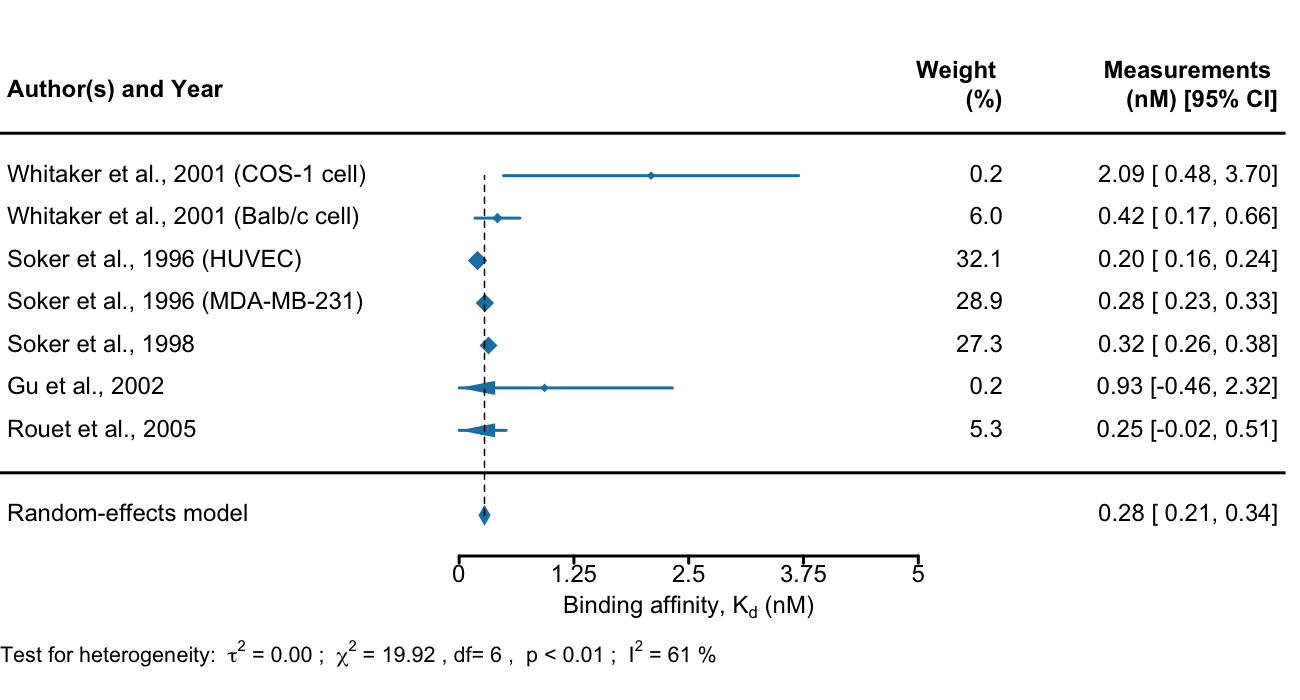 Author(s) and Year Weight (%) Measurements (nM) [95% CI]
Whitaker et al., 2001 (COS-1 cell) 0.2 2.09 [ 0.48, 3.70]
Whitaker et al., 2001 (Balb/c cell) 6.0 0.42 [ 0.17, 0.66]
Soker et al., 1996 (HUVEC) 32.1 0.20 [ 0.16, 0.24]
Soker et al., 1996 (MDA-MB-231) 28.9 0.28 [ 0.23, 0.33]
Soker et al., 1998 27.3 0.32 [ 0.26, 0.38]
Gu et al., 2002 0.2 0.93 [-0.46, 2.32]
Rouet et al., 2005 5.3 0.25 [-0.02, 0.51]
Random-effects model 0.28 [ 0.21, 0.34]
0 1.25 2.5 3.75 5
Binding affinity, K_d (nM)
Test for heterogeneity: τ² = 0.00 ; χ² = 19.92 , df= 6 , p < 0.01 ; I² = 61 %